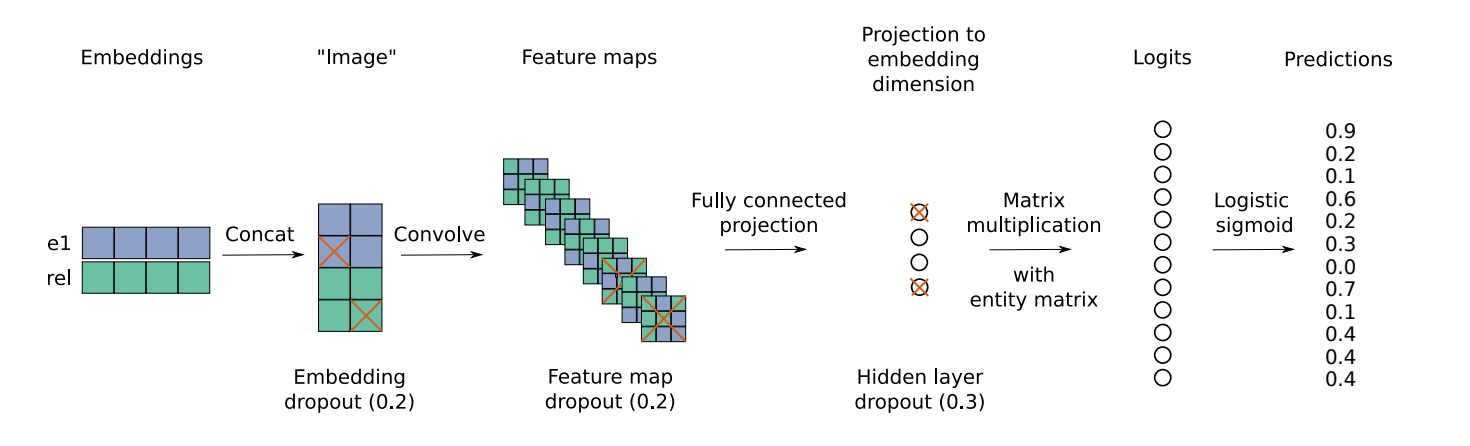 Embeddings
"Image"
Feature maps
Projection to
embedding
dimension
Logits
Predictions
e1
rel
Concat
Convolve
Fully connected
projection
Matrix
multiplication
with
entity matrix
Logistic
sigmoid
0.9
0.2
0.1
0.6
0.2
0.3
0.0
0.7
0.1
0.4
0.4
0.4
Embedding
dropout (0.2)
Feature map
dropout (0.2)
Hidden layer
dropout (0.3)